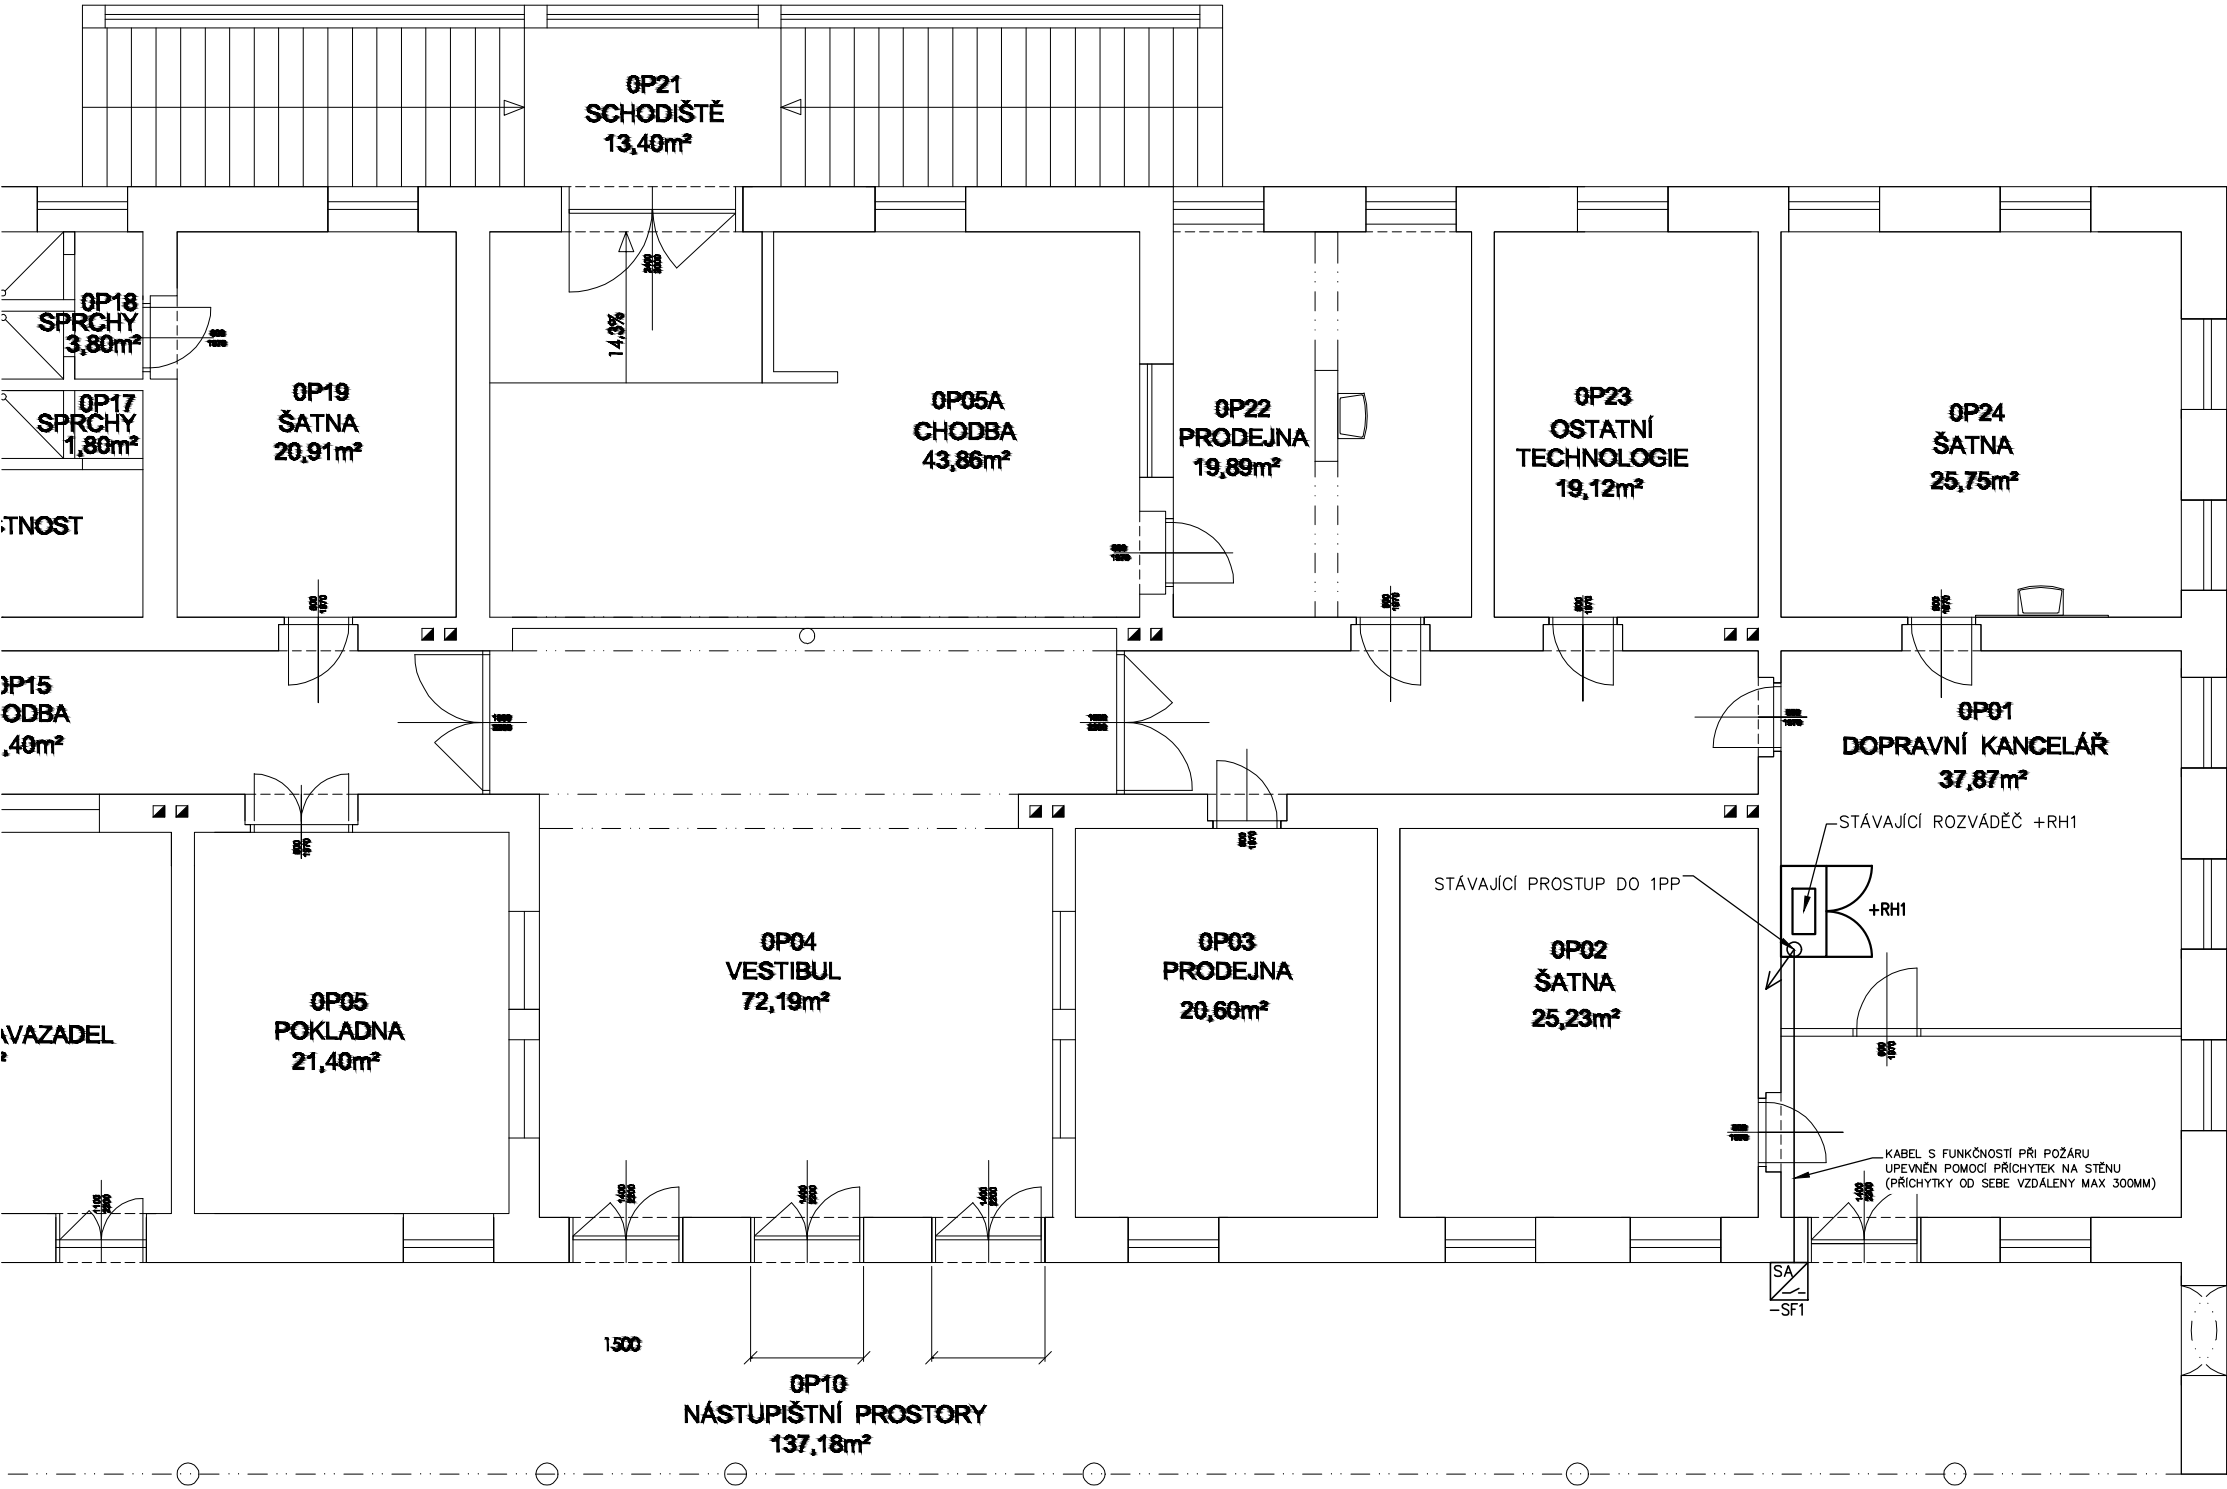 0P21
SCHODIŠTĚ
13,40m²
14,3%
0P18
SPRCHY
3,80m²
0P17
SPRCHY
1,80m²
0P19
ŠATNA
20,91m²
0P05A
CHODBA
43,86m²
0P22
PRODEJNA
19,89m²
0P23
OSTATNÍ
TECHNOLOGIE
19,12m²
0P24
ŠATNA
25,75m²
TNOST
P15
ODBA
,40m²
0P01
DOPRAVNÍ KANCELÁŘ
37,87m²
STÁVAJÍCÍ ROZVÁDĚČ +RH1
STÁVAJÍCÍ PROSTUP DO 1PP
+RH1
AVAZADEL
0P05
POKLADNA
21,40m²
0P04
VESTIBUL
72,19m²
0P03
PRODEJNA
20,60m²
0P02
ŠATNA
25,23m²
KABEL S FUNKČNOSTÍ PŘI POŽÁRU
UPEVNĚN POMOCÍ PŘÍCHYTEK NA STĚNU
(PŘÍCHYTKY OD SEBE VZDÁLENY MAX 300MM)
SA
-SF1
1500
0P10
NÁSTUPIŠTNÍ PROSTORY
137,18m²